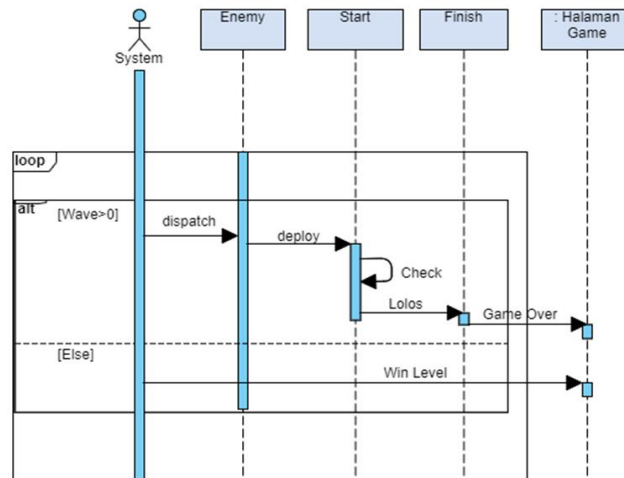 Enemy
Start
Finish
: Halaman
Game
System
loop
alt
[Wave>0]
dispatch
deploy
Check
Lolos
Game Over
[Else]
Win Level